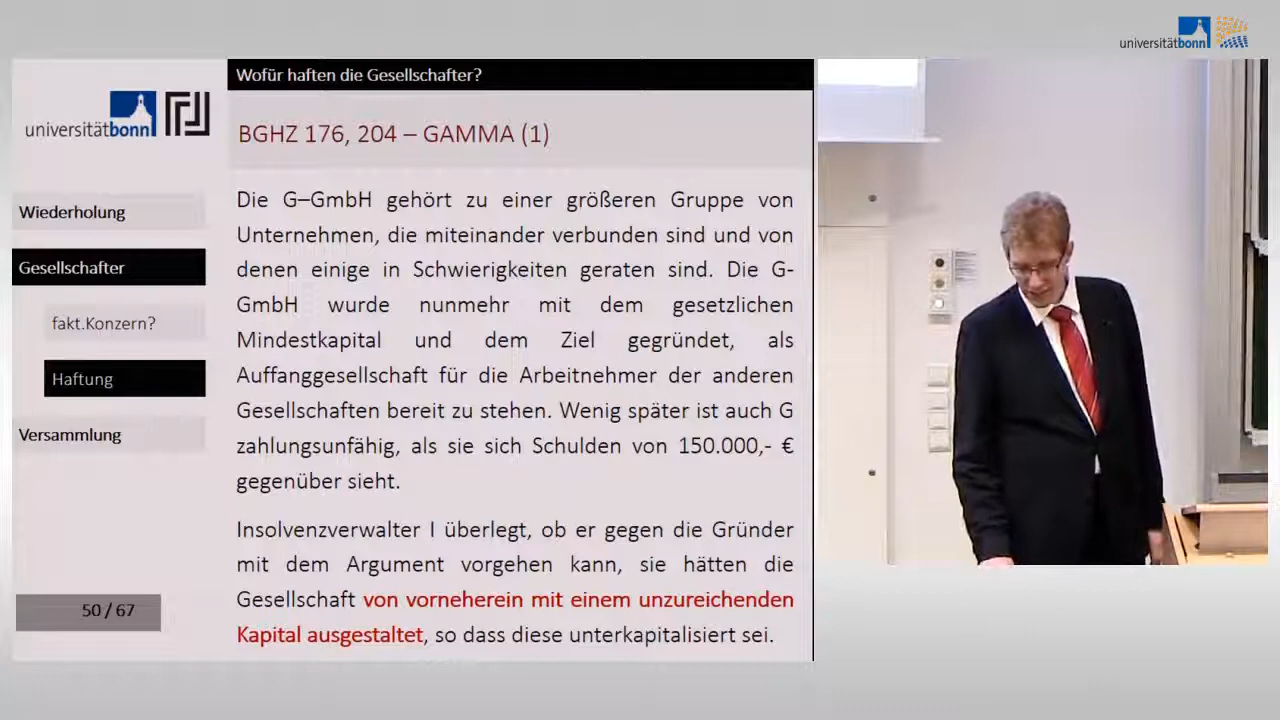 universitätbonn
Wofür haften die Gesellschafter?
universitätbonn
BGHZ 176, 204 – GAMMA (1)
Wiederholung
Gesellschafter
fakt.Konzern?
Haftung
Versammlung
50 / 67
Die G–GmbH gehört zu einer größeren Gruppe von
Unternehmen, die miteinander verbunden sind und von
denen einige in Schwierigkeiten geraten sind. Die G-
GmbH wurde nunmehr mit dem gesetzlichen
Mindestkapital und dem Ziel gegründet, als
Auffanggesellschaft für die Arbeitnehmer der anderen
Gesellschaften bereit zu stehen. Wenig später ist auch G
zahlungsunfähig, als sie sich Schulden von 150.000,- €
gegenüber sieht.
Insolvenzverwalter I überlegt, ob er gegen die Gründer
mit dem Argument vorgehen kann, sie hätten die
Gesellschaft von vorneherein mit einem unzureichenden
Kapital ausgestaltet, so dass diese unterkapitalisiert sei.